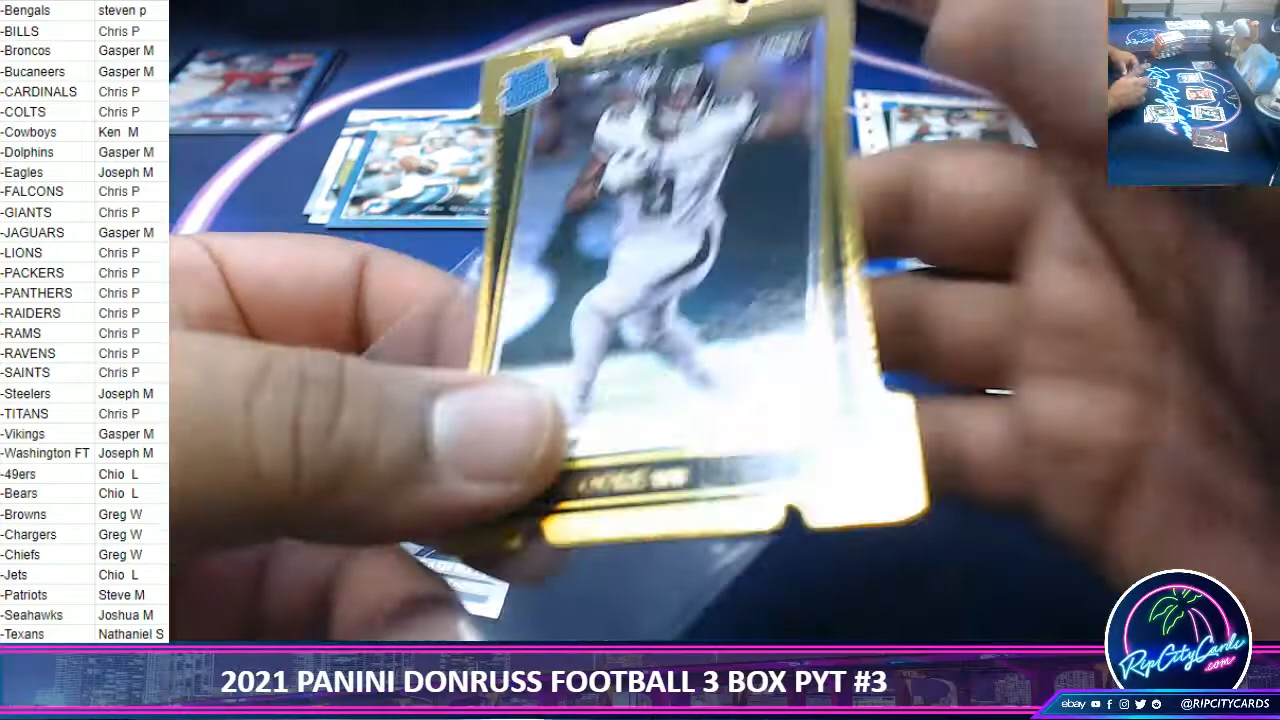 -Bengals steven p
-BILLS Chris P
-Broncos Gasper M
-Bucaneers Gasper M
-CARDINALS Chris P
-COLTS Chris P
-Cowboys Ken M
-Dolphins Gasper M
-Eagles Joseph M
-FALCONS Chris P
-GIANTS Chris P
-JAGUARS Gasper M
-LIONS Chris P
-PACKERS Chris P
-PANTHERS Chris P
-RAIDERS Chris P
-RAMS Chris P
-RAVENS Chris P
-SAINTS Chris P
-Steelers Joseph M
-TITANS Chris P
-Vikings Gasper M
-Washington FT Joseph M
-49ers Chio L
-Bears Chio L
-Browns Greg W
-Chargers Greg W
-Chiefs Greg W
-Jets Chio L
-Patriots Steve M
-Seahawks Joshua M
-Texans Nathaniel S
RipCityCards
.com
2021 PANINI DONRUSS FOOTBALL 3 BOX PYT #3
ebay @RIPCITYCARDS